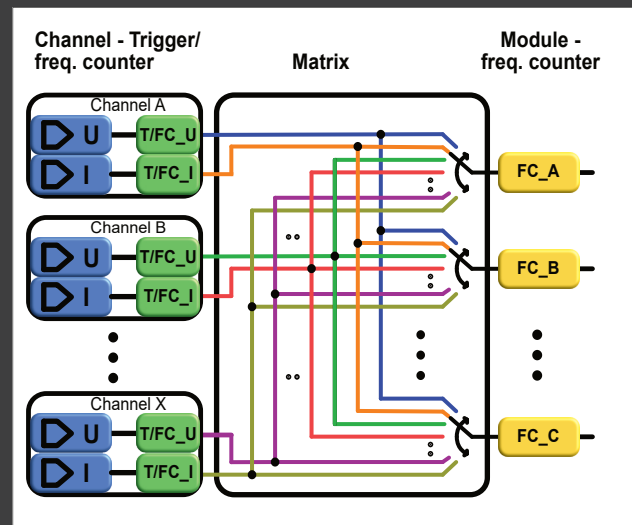 Channel - Trigger/
freq. counter
Matrix
Module -
freq. counter
Channel A
U
T/FC_U
I
T/FC_I
FC_A
Channel B
U
T/FC_U
I
T/FC_I
FC_B
Channel X
U
T/FC_U
I
T/FC_I
FC_C